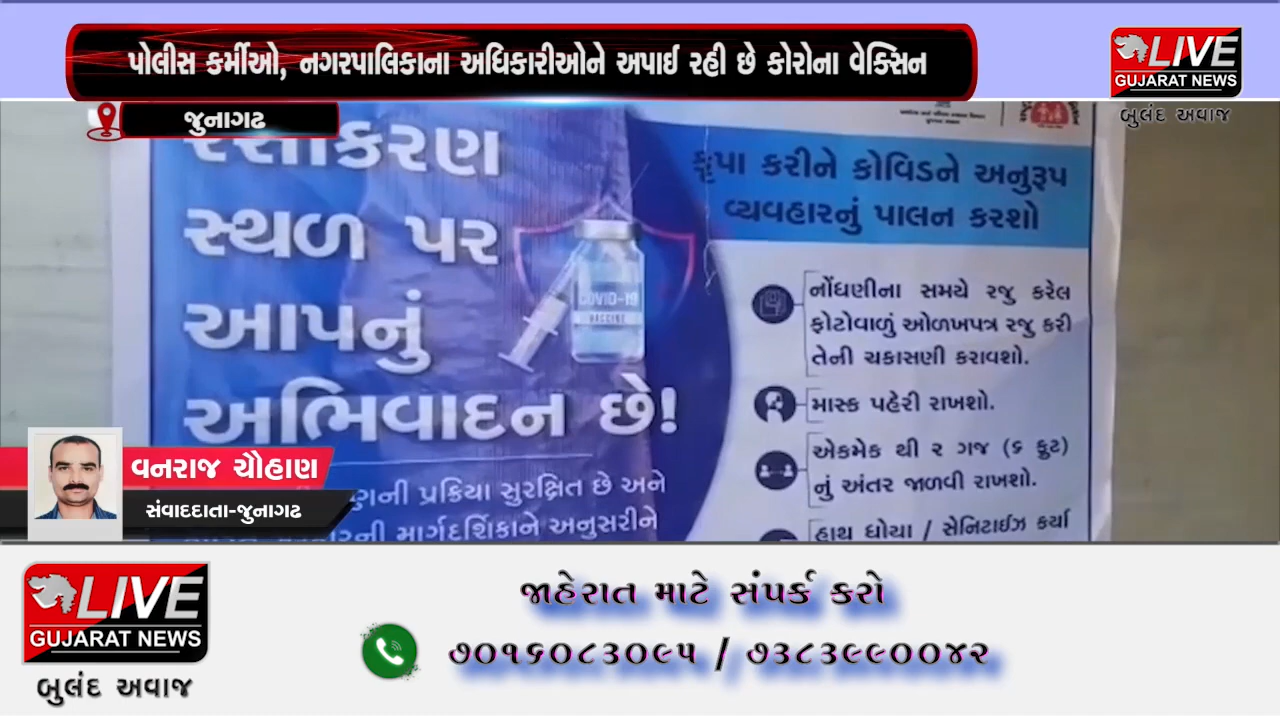 પોલીસ કર્મીઓ, નગરપાલિકાના અધિકારીઓને અપાઈ રહી છે કોરોના વેક્સિન
LIVE
GUJARAT NEWS
બુલંદ અવાજ
જુનાગઢ
રસીકરણ
સ્થળ પર
આપનું
અભિવાદન છે!
COVID-19
VACCINE
પ્રક્રિયા સુરક્ષિત છે અને
માર્ગદર્શિકાને અનુસરીને
કૃપા કરીને કોવિડને અનુરૂપ
વ્યવહારનું પાલન કરશો
નોંધણીના સમયે રજુ કરેલ
ફોટોવાળું ઓળખપત્ર રજુ કરી
તેની ચકાસણી કરાવશો.
માસ્ક પહેરી રાખશો.
એકમેક થી ૨ ગજ (૬ ફુટ)
નું અંતર જાળવી રાખશો.
હાથ ધોયા / સેનિટાઈઝ કર્યા
વનરાજ ચૌહાણ
સંવાદદાતા-જુનાગઢ
LIVE
GUJARAT NEWS
બુલંદ અવાજ
જાહેરાત માટે સંપર્ક કરો
૭૦૧૬૦૮૩૦૯૫ / ૭૩૮૩૯૯૦૦૪૨